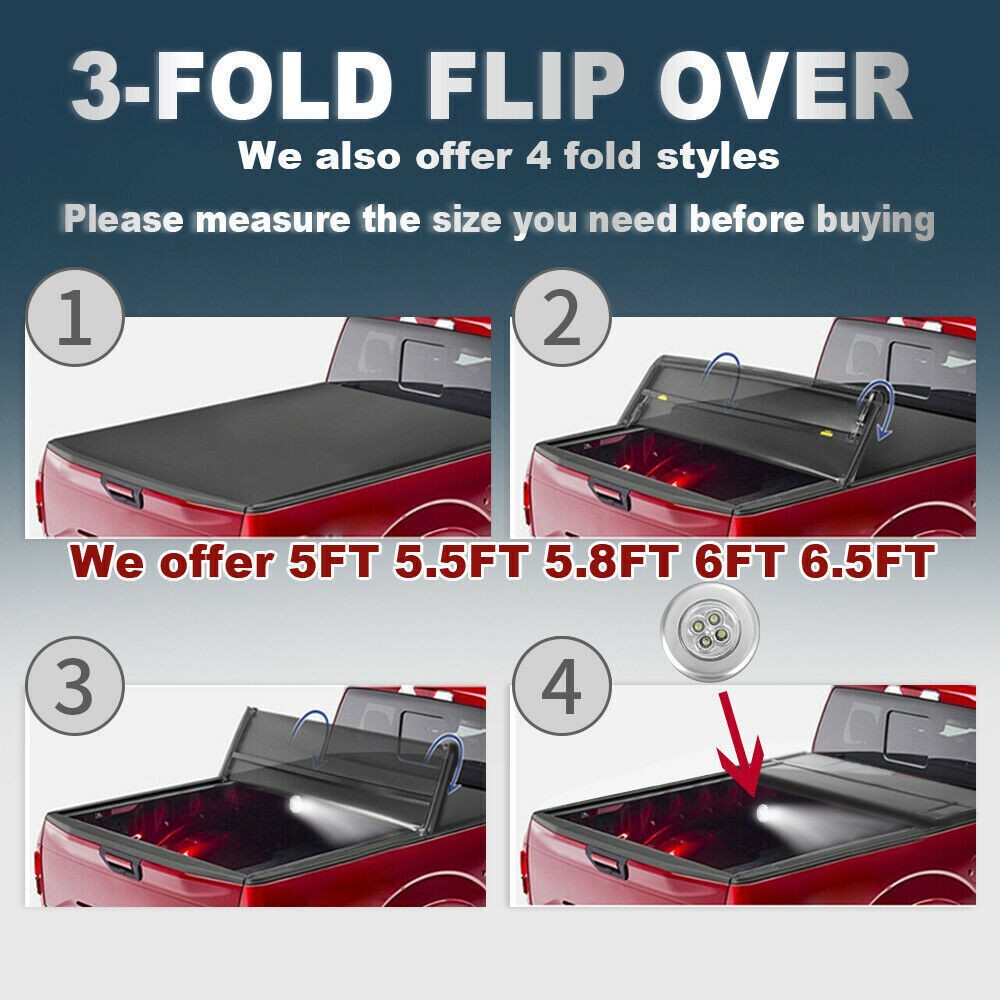 3-FOLD FLIP OVER
We also offer 4 fold styles
Please measure the size you need before buying
1
2
We offer 5FT 5.5FT 5.8FT 6FT 6.5FT
3
4